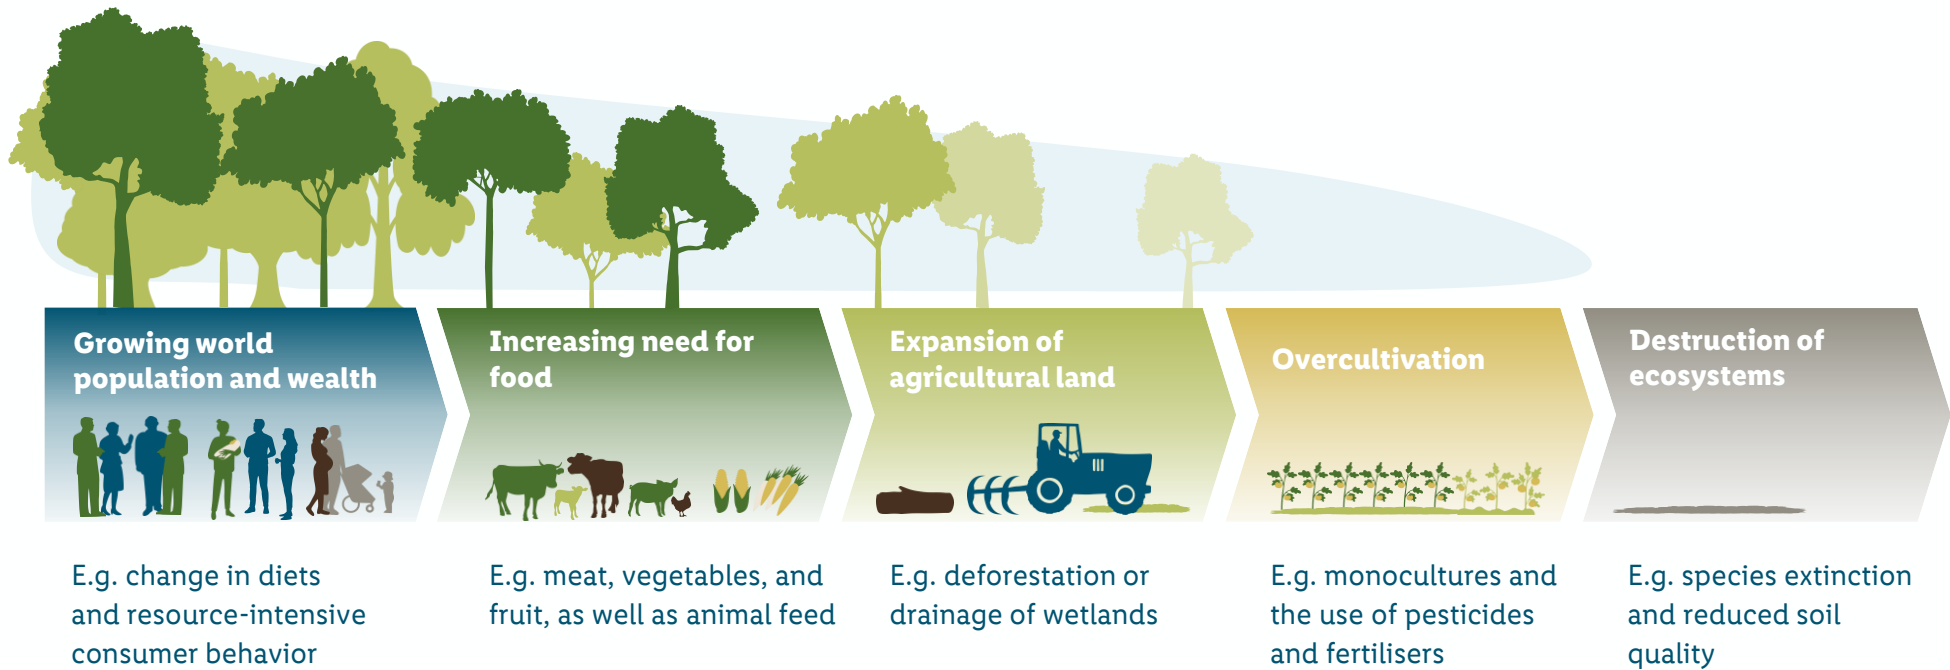 Growing world
population and wealth
Increasing need for
food
Expansion of
agricultural land
Overcultivation
Destruction of
ecosystems
E.g. change in diets
and resource-intensive
consumer behavior
E.g. meat, vegetables, and
fruit, as well as animal feed
E.g. deforestation or
drainage of wetlands
E.g. monocultures and
the use of pesticides
and fertilisers
E.g. species extinction
and reduced soil
quality